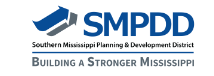 SMPDD
Southern Mississippi Planning & Development District
BUILDING A STRONGER MISSISSIPPI